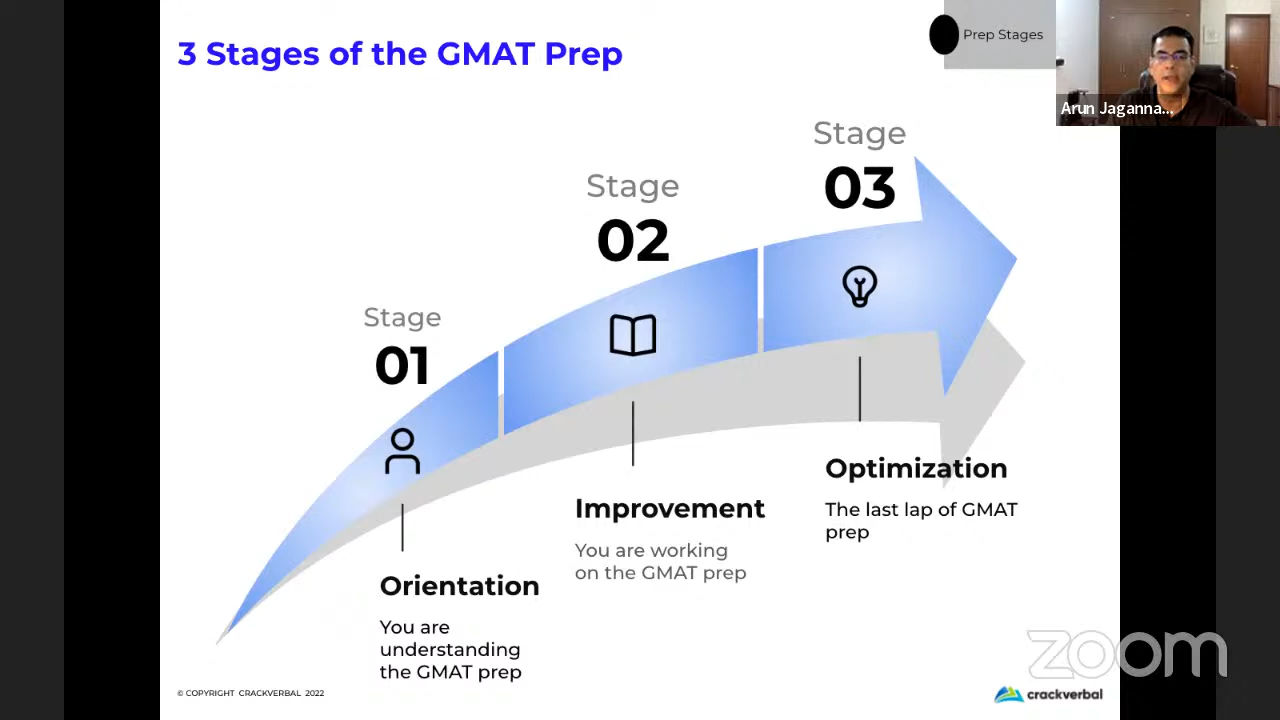 3 Stages of the GMAT Prep
Prep Stages
Arun Jaganna...
Stage
03
Stage
02
Stage
01
Optimization
The last lap of GMAT
prep
Improvement
You are working
on the GMAT prep
Orientation
You are
understanding
the GMAT prep
zoom
© COPYRIGHT CRACKVERBAL 2022
crackverbal